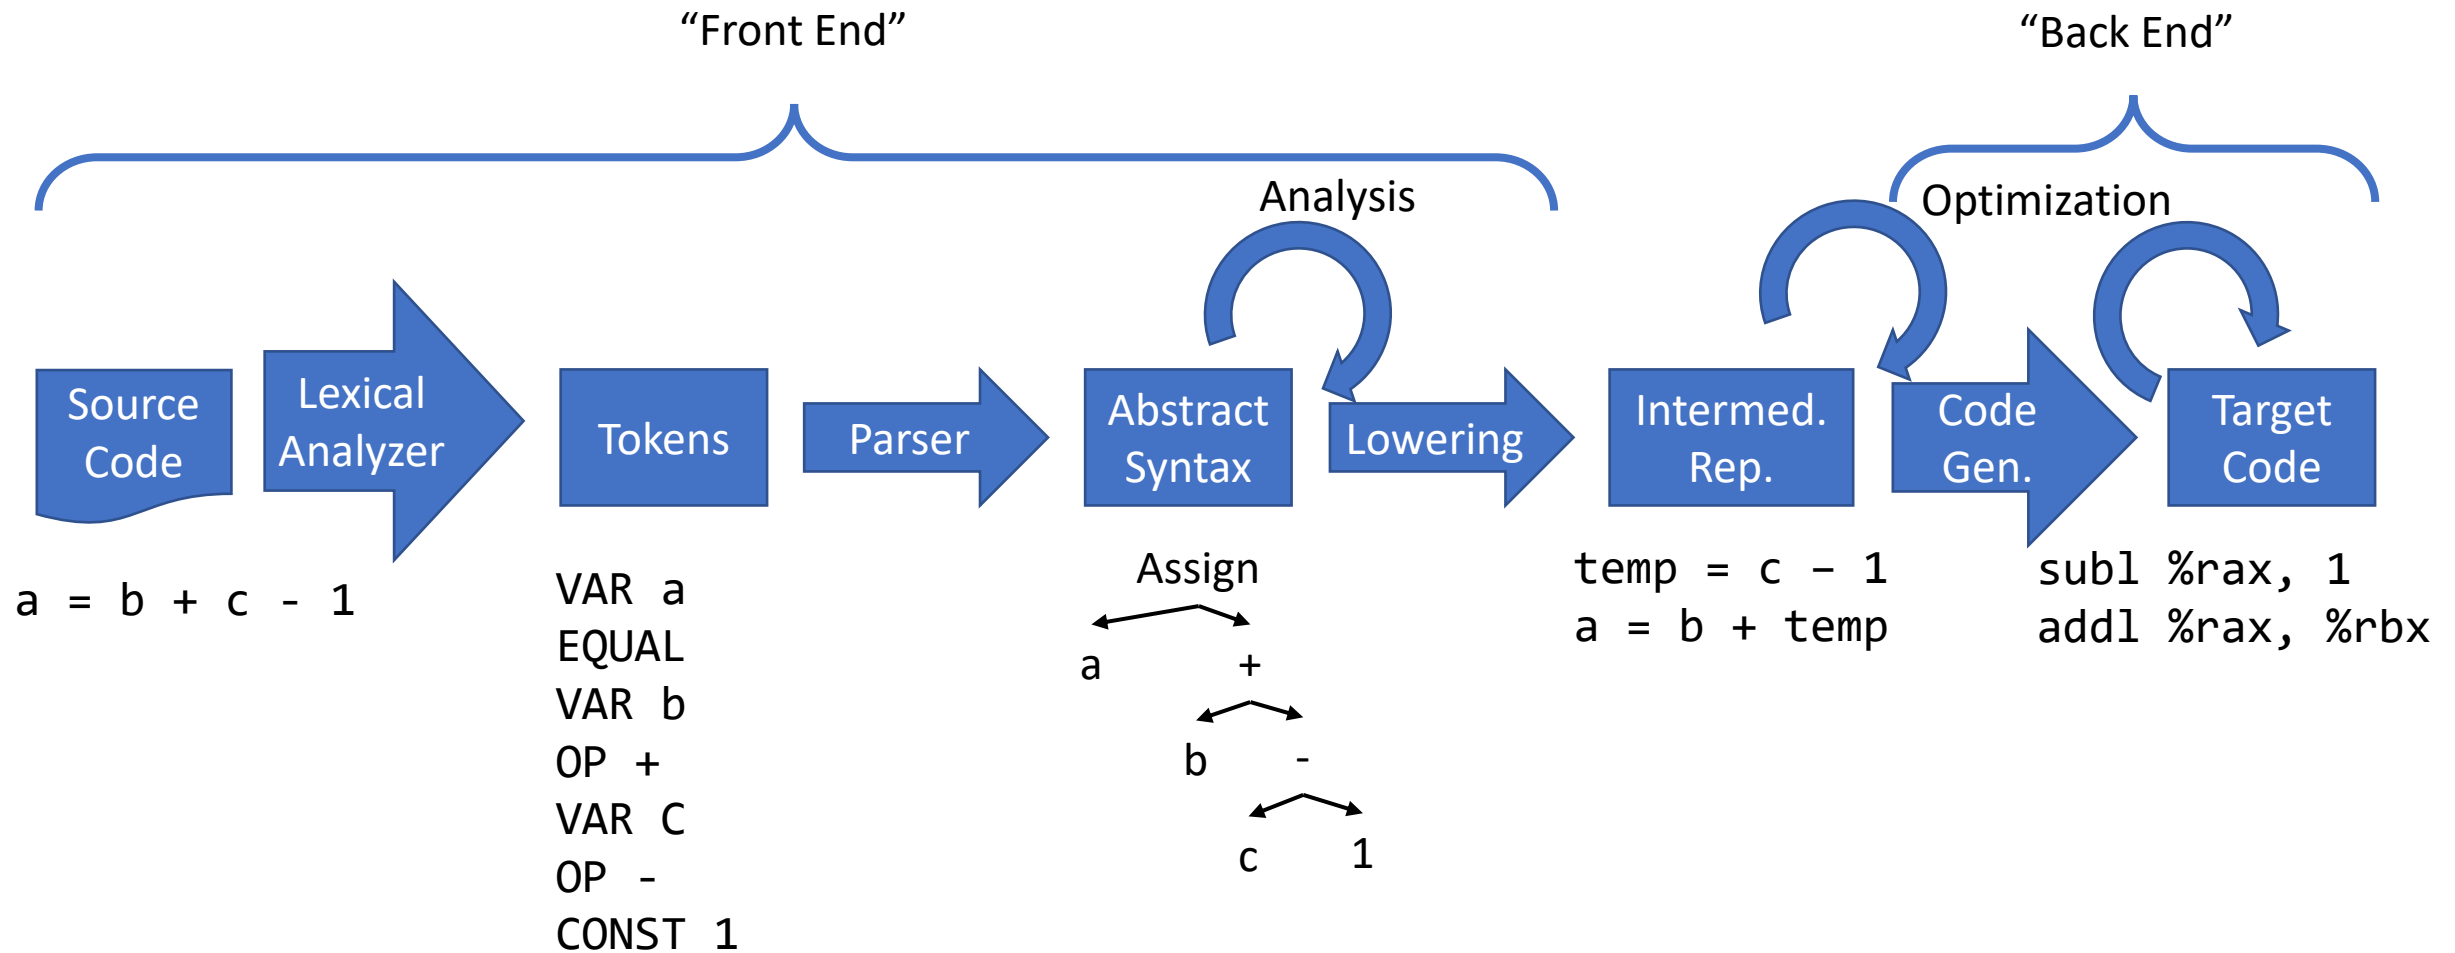 “Front End”
“Back End”
Analysis
Optimization
Source
Code
Lexical
Analyzer
Tokens
Parser
Abstract
Syntax
Lowering
Intermed.
Rep.
Code
Gen.
Target
Code
a = b + c - 1
VAR a
EQUAL
VAR b
OP +
VAR C
OP -
CONST 1
Assign
a +
b -
c 1
temp = c – 1
a = b + temp
subl %rax, 1
addl %rax, %rbx